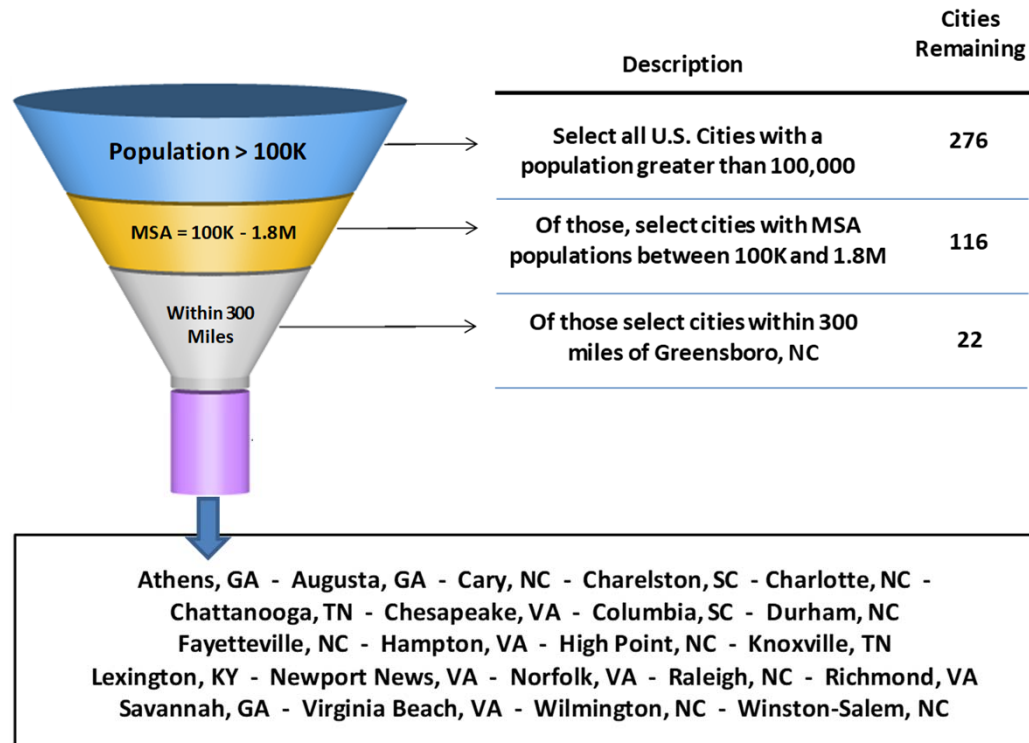 Description
Cities
Remaining
Population > 100K
Select all U.S. Cities with a
population greater than 100,000
276
MSA = 100K - 1.8M
Of those, select cities with MSA
populations between 100K and 1.8M
116
Within 300
Miles
Of those select cities within 300
miles of Greensboro, NC
22
Athens, GA - Augusta, GA - Cary, NC - Charelston, SC - Charlotte, NC -
Chattanooga, TN - Chesapeake, VA - Columbia, SC - Durham, NC
Fayetteville, NC - Hampton, VA - High Point, NC - Knoxville, TN
Lexington, KY - Newport News, VA - Norfolk, VA - Raleigh, NC - Richmond, VA
Savannah, GA - Virginia Beach, VA - Wilmington, NC - Winston-Salem, NC